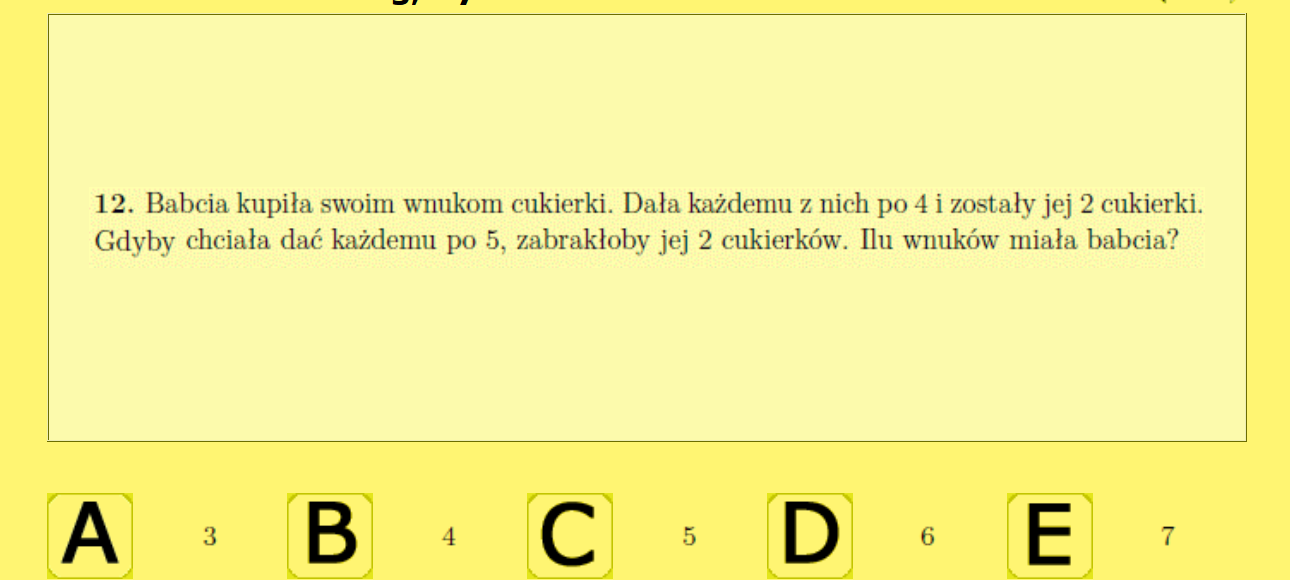 12. Babcia kupiła swoim wnukom cukierki. Dała każdemu z nich po 4 i zostały jej 2 cukierki.
Gdyby chciała dać każdemu po 5, zabrakłoby jej 2 cukierków. Ilu wnuków miała babcia?
A 3 B 4 C 5 D 6 E 7